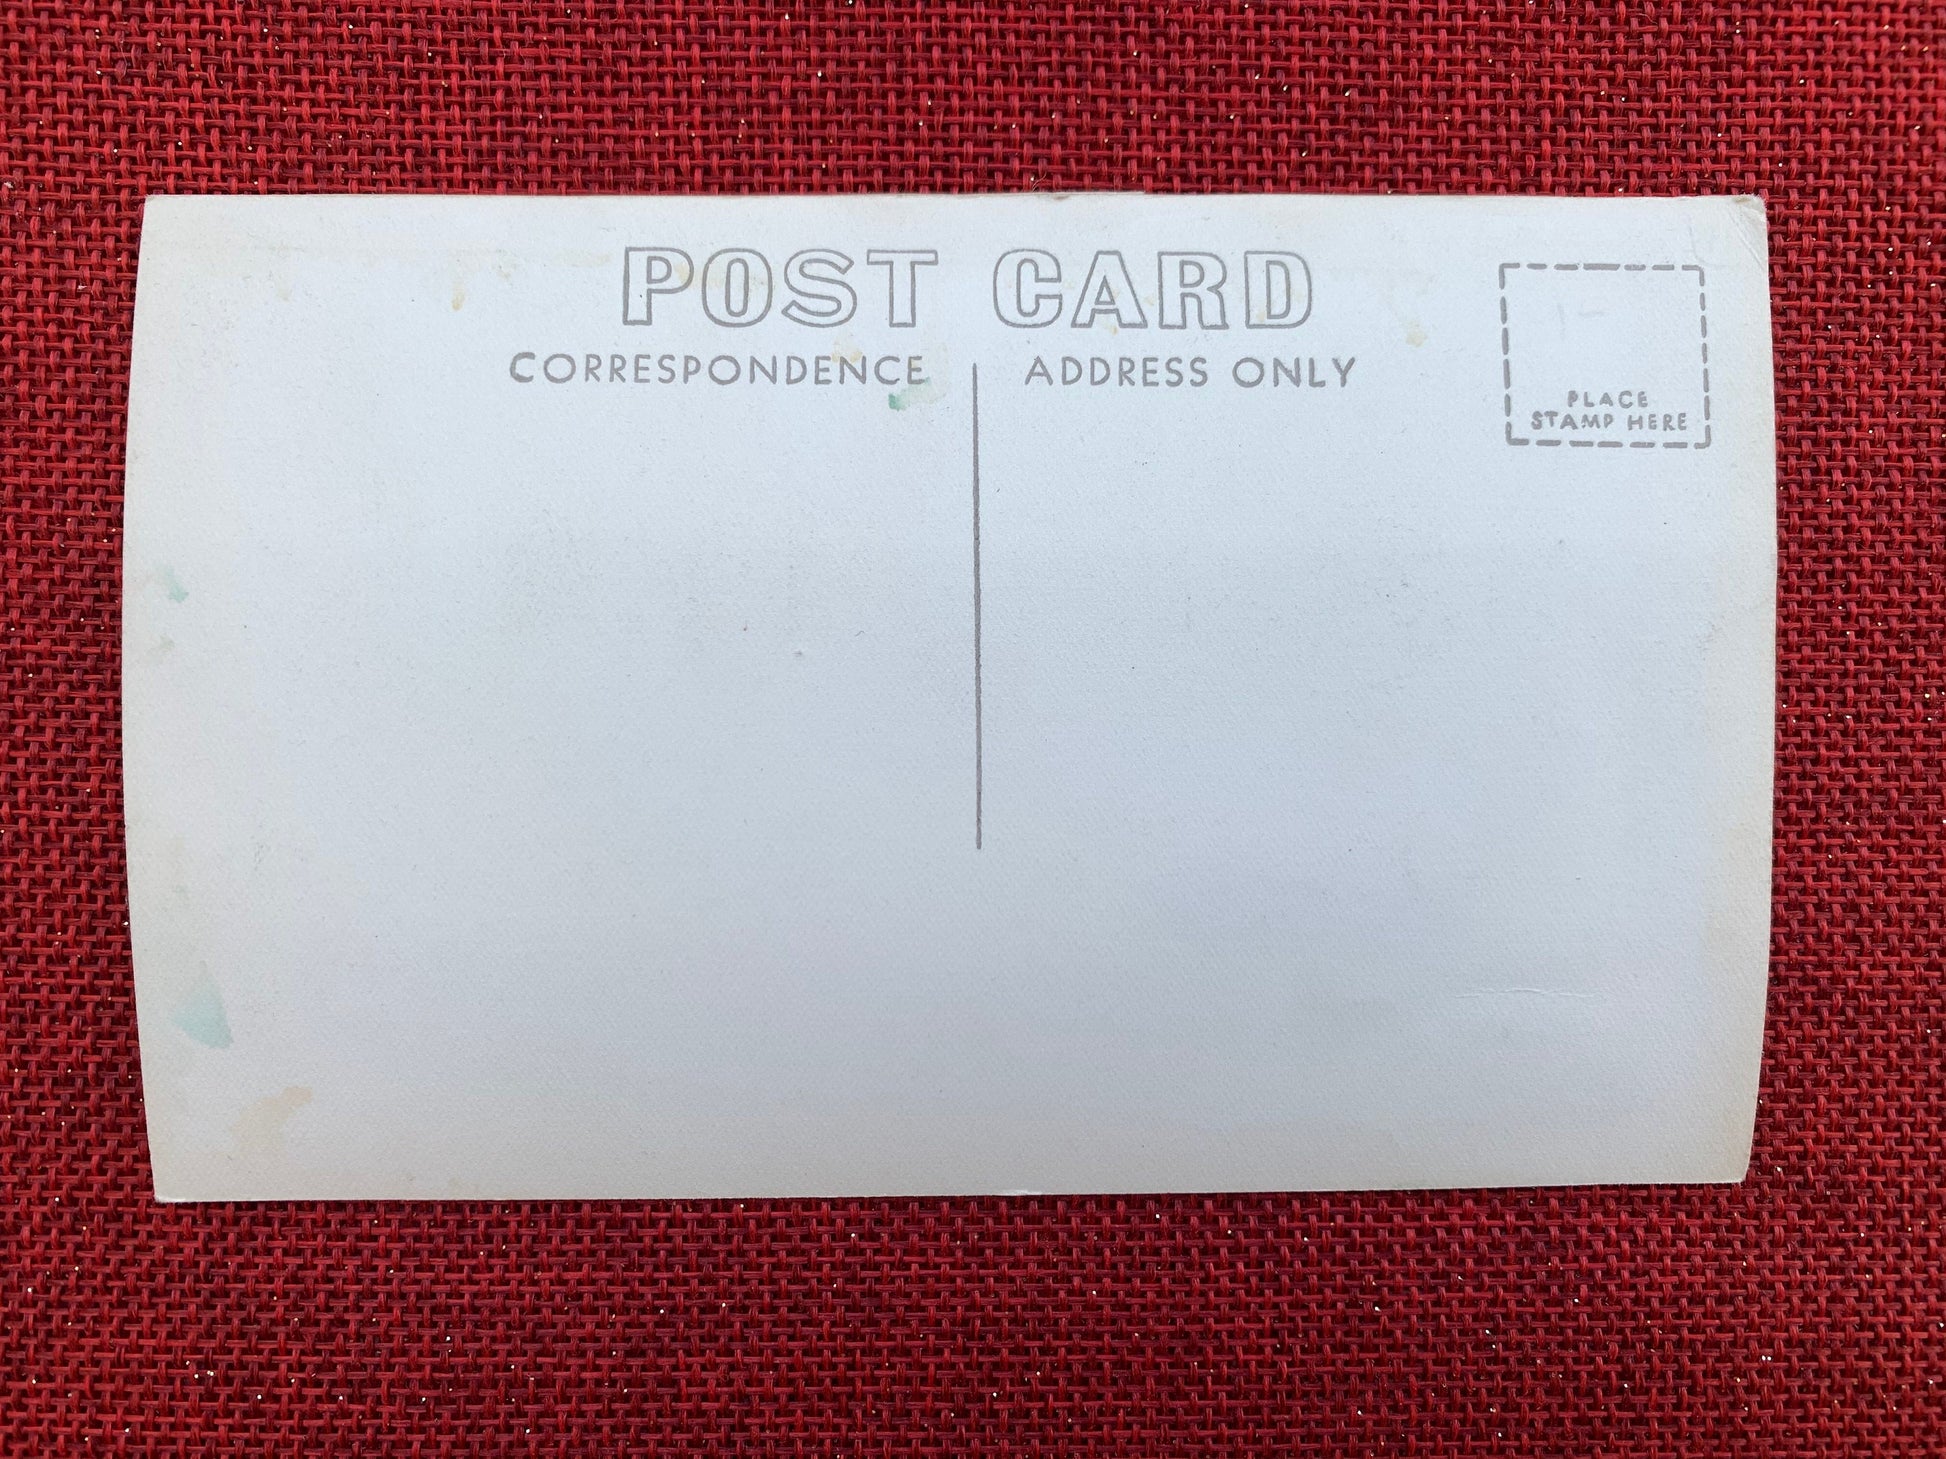 POST CARD
CORRESPONDENCE
ADDRESS ONLY
PLACE
STAMP HERE